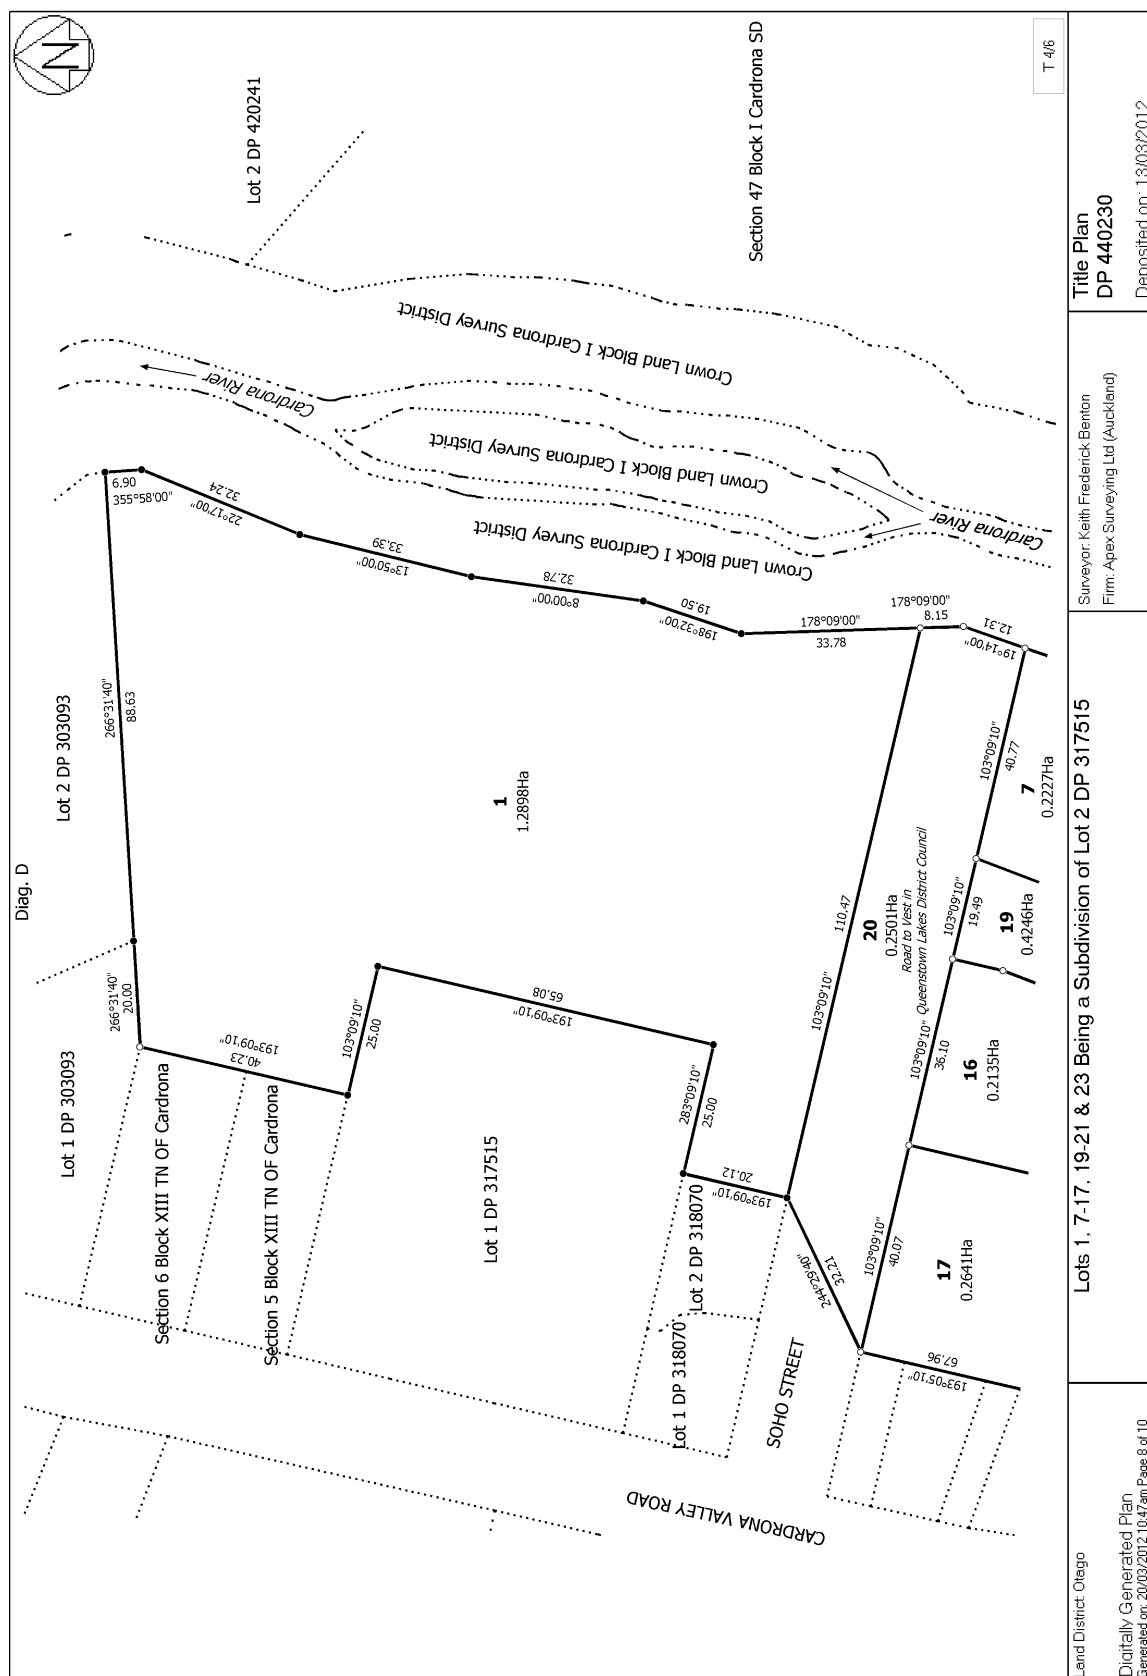 N
T 4/6
Diag. D
Lot 2 DP 420241
Section 47 Block I Cardrona SD
Lot 1 DP 303093
Lot 2 DP 303093
Crown Land Block I Cardrona Survey District
Cardrona River
Crown Land Block I Cardrona Survey District
Crown Land Block I Cardrona Survey District
Cardrona River
266°31'40"
20.00
266°31'40"
88.63
6.90
355°58'00"
32.24
22°17'00"
33.39
13°50'00"
32.78
8°00'00"
19.50
198°32'00"
178°09'00"
33.78
178°09'00"
8.15
12.31
19°14'00"
40.23
193°09'10"
103°09'10"
25.00
65.08
193°09'10"
283°09'10"
25.00
20.12
193°09'10"
Section 6 Block XIII TN OF Cardrona
Section 5 Block XIII TN OF Cardrona
Lot 1 DP 317515
1
1.2898Ha
Lot 1 DP 318070
Lot 2 DP 318070
244°29'40"
32.21
103°09'10"
110.47
20
0.2501Ha
Road to Vest in
Queenstown Lakes District Council
SOHO STREET
CARDRONA VALLEY ROAD
193°05'10"
67.96
103°09'10"
40.07
103°09'10"
36.10
103°09'10"
19.49
103°09'10"
40.77
17
0.2641Ha
16
0.2135Ha
19
0.4246Ha
7
0.2227Ha
Land District: Otago
Digitally Generated Plan
Generated on: 20/03/2012 10:47am Page 8 of 10
Lots 1, 7-17, 19-21 & 23 Being a Subdivision of Lot 2 DP 317515
Surveyor: Keith Frederick Benton
Firm: Apex Surveying Ltd (Auckland)
Title Plan
DP 440230
Deposited on: 13/03/2012